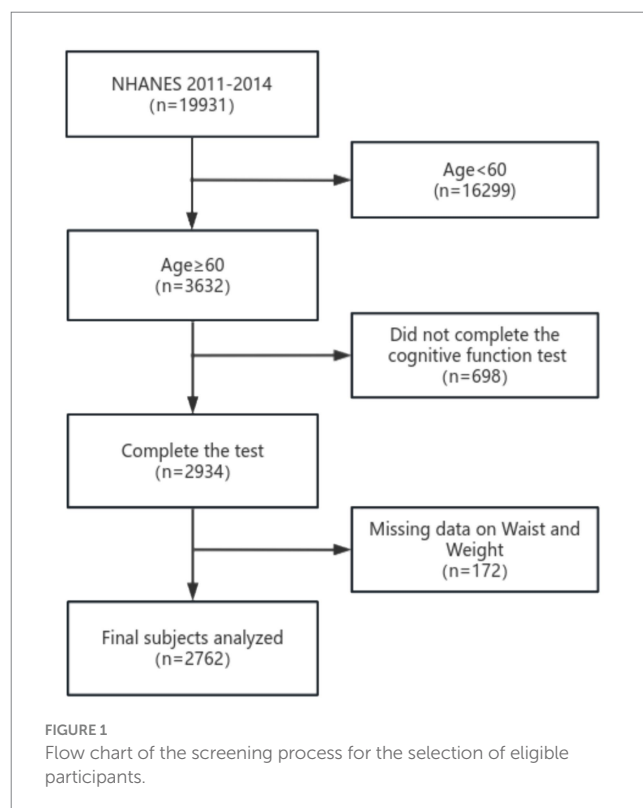 NHANES 2011-2014
(n=19931)
Age<60
(n=16299)
Age≥60
(n=3632)
Did not complete the
cognitive function test
(n=698)
Complete the test
(n=2934)
Missing data on Waist and
Weight
(n=172)
Final subjects analyzed
(n=2762)
FIGURE 1
Flow chart of the screening process for the selection of eligible
participants.